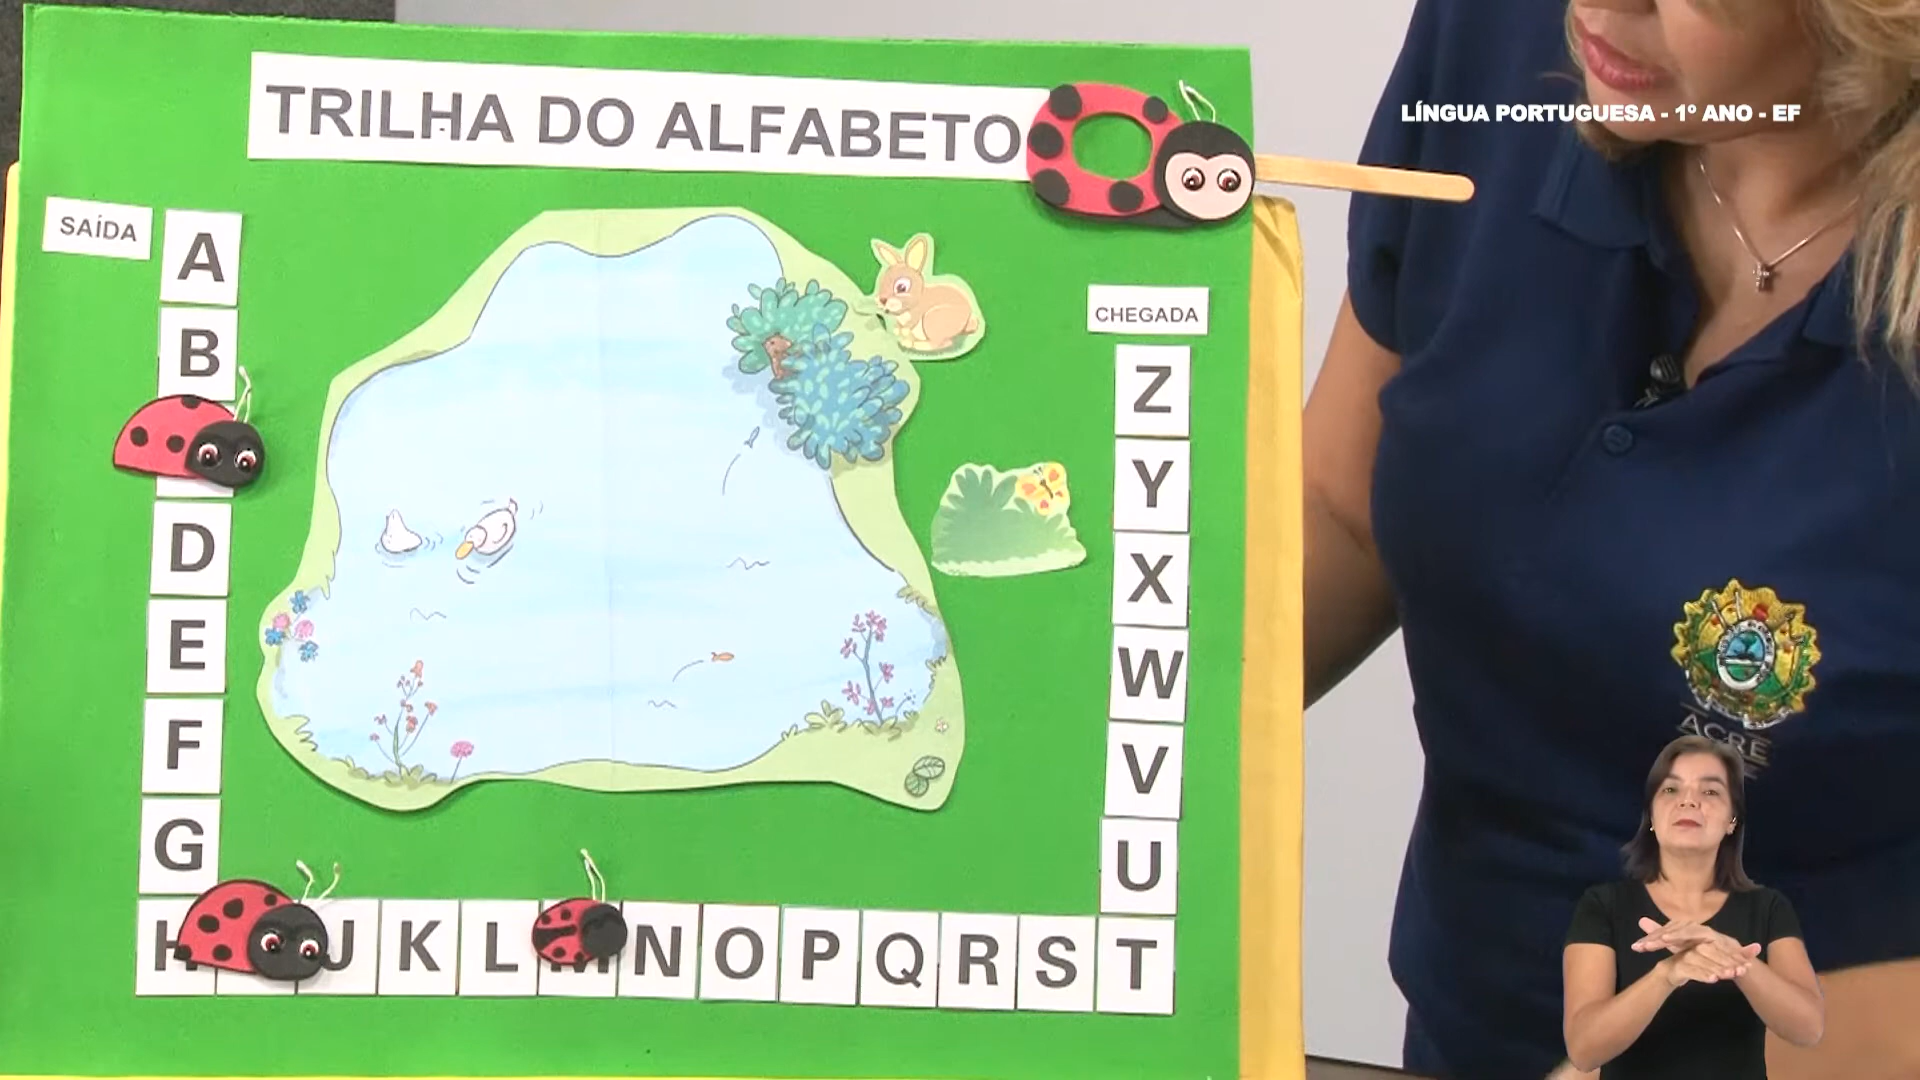 TRILHA DO ALFABETO
LÍNGUA PORTUGUESA - 1º ANO - EF
SAÍDA
A
B
D
E
F
G
H J K L M N O P Q R S T
CHEGADA
Z
Y
X
W
V
U
ACRE